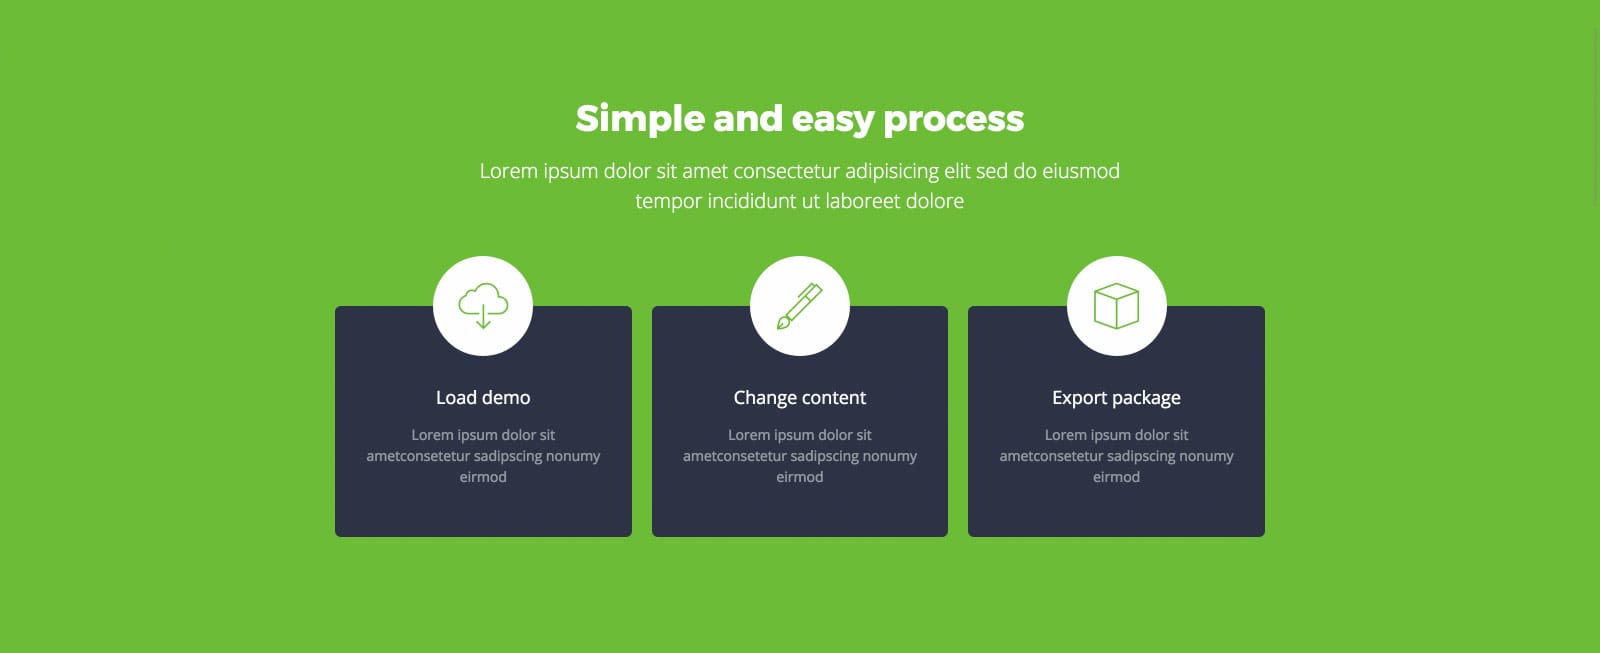 Simple and easy process
Lorem ipsum dolor sit amet consectetur adipisicing elit sed do eiusmod
tempor incididunt ut laboreet dolore
Load demo
Lorem ipsum dolor sit
ametconsetetur sadipscing nonumy
eirmod
Change content
Lorem ipsum dolor sit
ametconsetetur sadipscing nonumy
eirmod
Export package
Lorem ipsum dolor sit
ametconsetetur sadipscing nonumy
eirmod